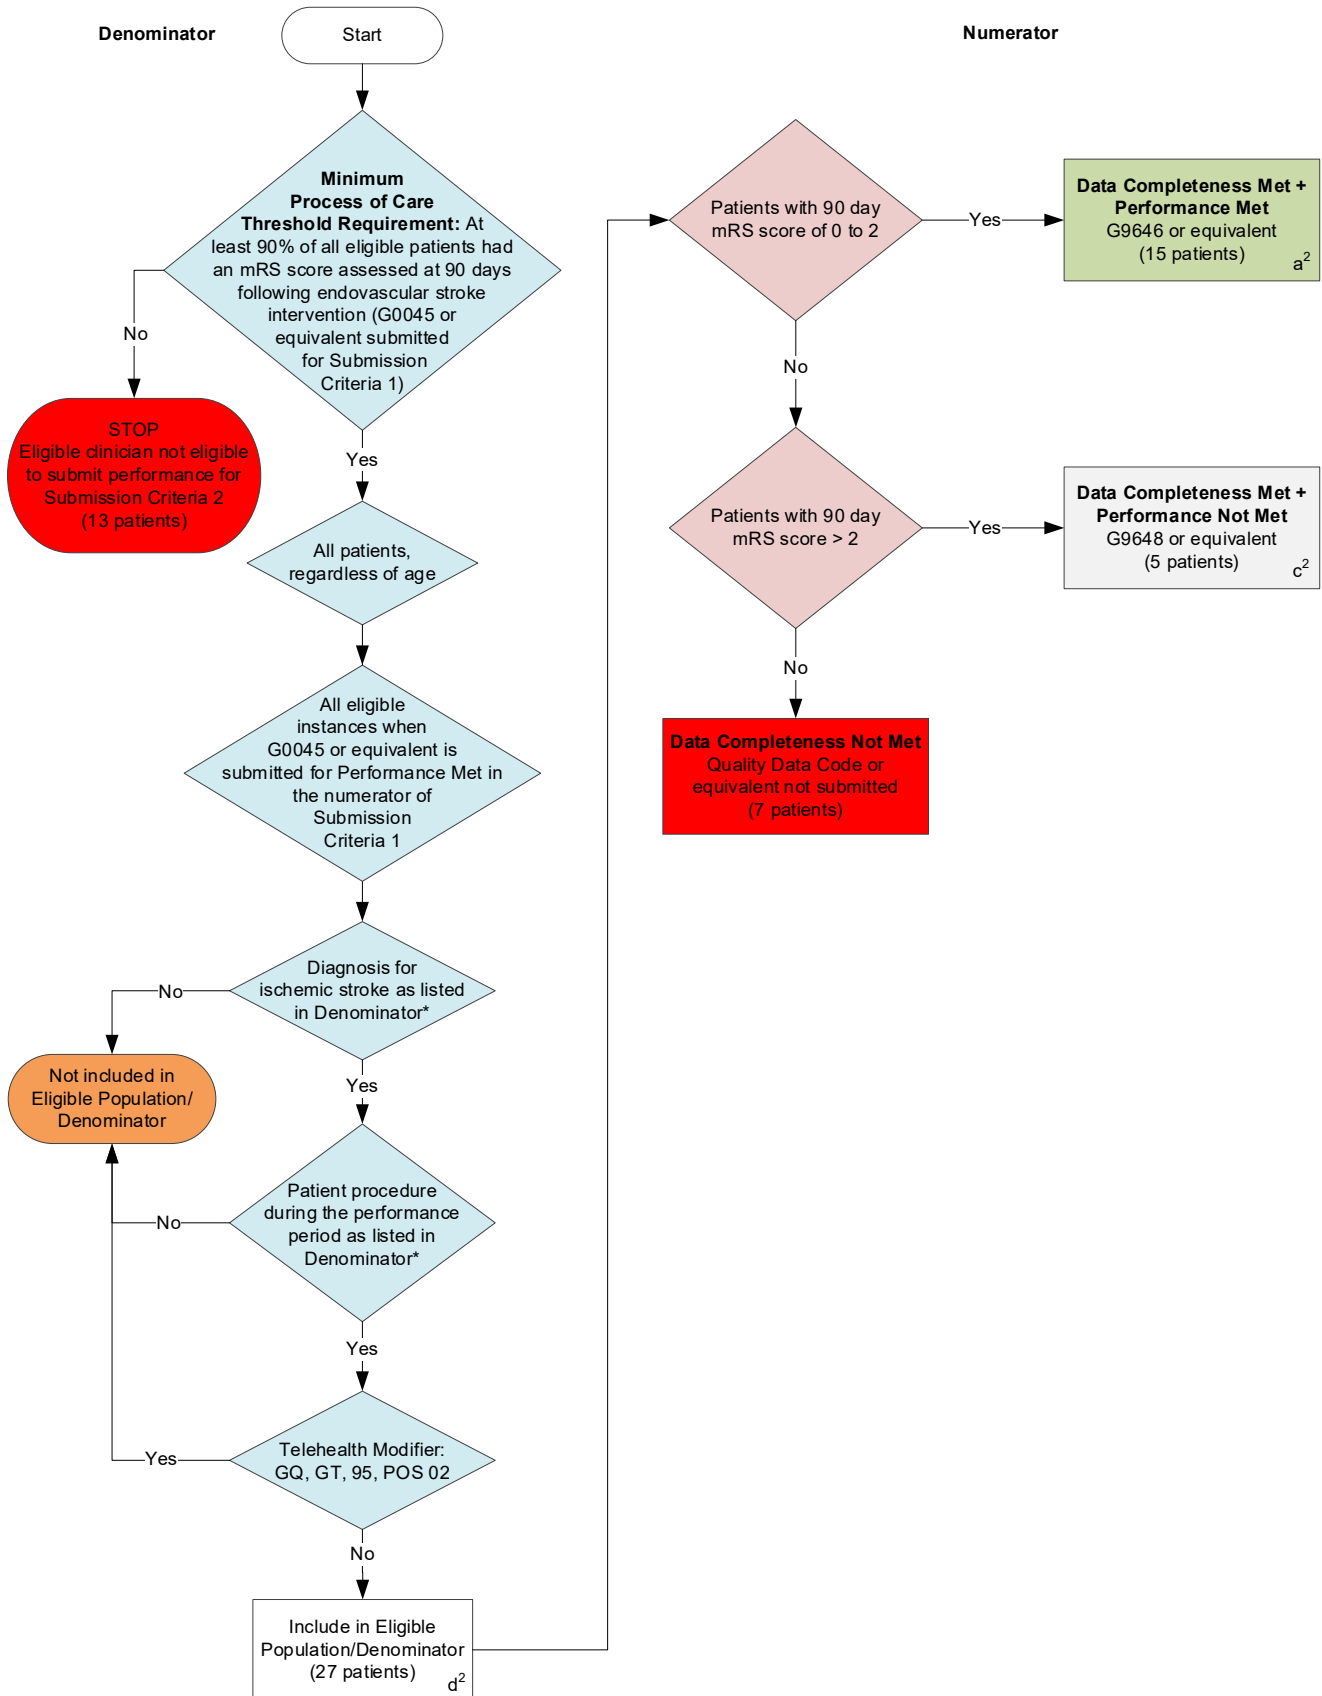 Denominator
Start
Numerator
Minimum
Process of Care
Threshold Requirement: At
least 90% of all eligible patients had
an mRS score assessed at 90 days
following endovascular stroke
intervention (G0045 or
equivalent submitted
for Submission
Criteria 1)
No
STOP
Eligible clinician not eligible
to submit performance for
Submission Criteria 2
(13 patients)
Yes
All patients,
regardless of age
All eligible
instances when
G0045 or equivalent is
submitted for Performance Met in
the numerator of
Submission
Criteria 1
Diagnosis for
ischemic stroke as listed
in Denominator*
No
Not included in
Eligible Population/
Denominator
Yes
Patient procedure
during the performance
period as listed in
Denominator*
No
Yes
Telehealth Modifier:
GQ, GT, 95, POS 02
Yes
No
Include in Eligible
Population/Denominator
(27 patients)
d²
Patients with 90 day
mRS score of 0 to 2
Yes
Data Completeness Met +
Performance Met
G9646 or equivalent
(15 patients)
a²
No
Patients with 90 day
mRS score > 2
Yes
Data Completeness Met +
Performance Not Met
G9648 or equivalent
(5 patients)
c²
No
Data Completeness Not Met
Quality Data Code or
equivalent not submitted
(7 patients)